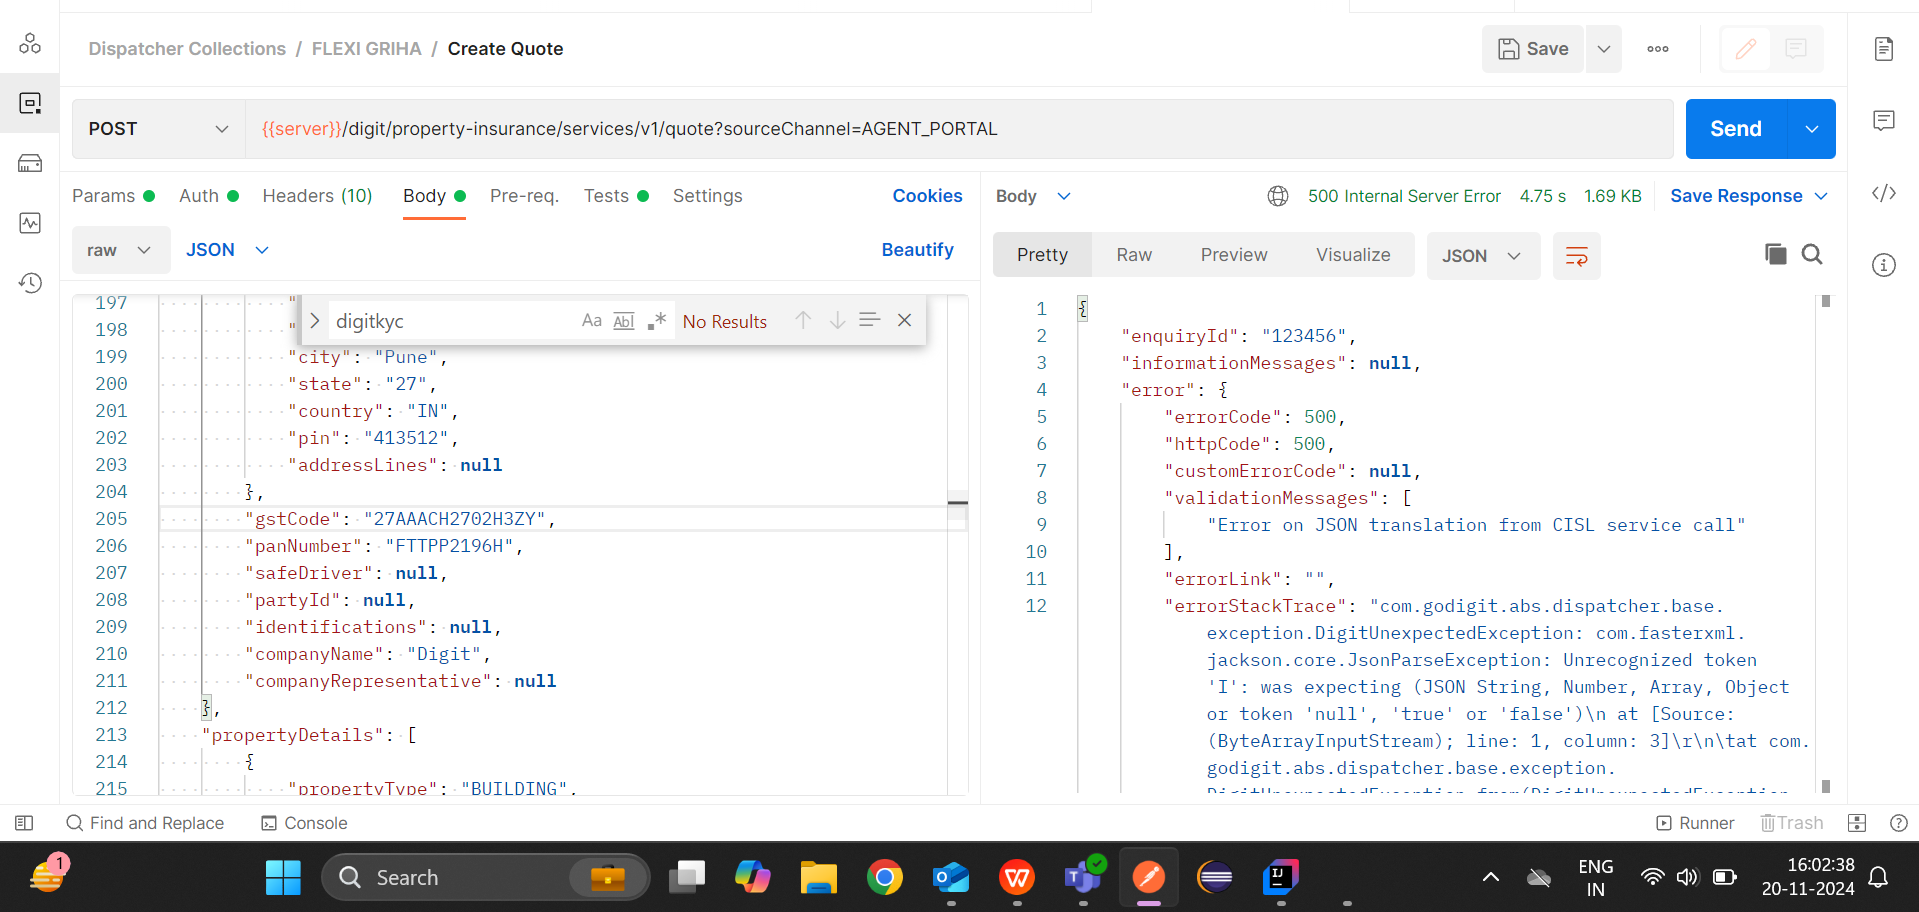 Dispatcher Collections / FLEXI GRIHA / Create Quote
Save
POST
{{server}}/digit/property-insurance/services/v1/quote?sourceChannel=AGENT_PORTAL
Send
Params Auth Headers (10) Body Pre-req. Tests Settings Cookies
raw JSON Beautify
digitkyc Aa Abl .* No Results
197 "
198 "
199 "city": "Pune",
200 "state": "27",
201 "country": "IN",
202 "pin": "413512",
203 "addressLines": null
204 },
205 "gstCode": "27AAACH2702H3ZY",
206 "panNumber": "FTTPP2196H",
207 "safeDriver": null,
208 "partyId": null,
209 "identifications": null,
210 "companyName": "Digit",
211 "companyRepresentative": null
212 },
213 "propertyDetails": [
214 {
215 "propertyType": "BUILDING",
Body 500 Internal Server Error 4.75 s 1.69 KB Save Response
Pretty Raw Preview Visualize JSON
1 {
2 "enquiryId": "123456",
3 "informationMessages": null,
4 "error": {
5 "errorCode": 500,
6 "httpCode": 500,
7 "customErrorCode": null,
8 "validationMessages": [
9 "Error on JSON translation from CISL service call"
10 ],
11 "errorLink": "",
12 "errorStackTrace": "com.godigit.abs.dispatcher.base.
exception.DigitUnexpectedException: com.fasterxml.
jackson.core.JsonParseException: Unrecognized token
'I': was expecting (JSON String, Number, Array, Object
or token 'null', 'true' or 'false')\n at [Source:
(ByteArrayInputStream); line: 1, column: 3]\r\n\tat com.
godigit.abs.dispatcher.base.exception.
DigitUnexpectedException.from(DigitUnexpectedException
Find and Replace Console Runner Trash
1
Search
ENG
IN
16:02:38
20-11-2024